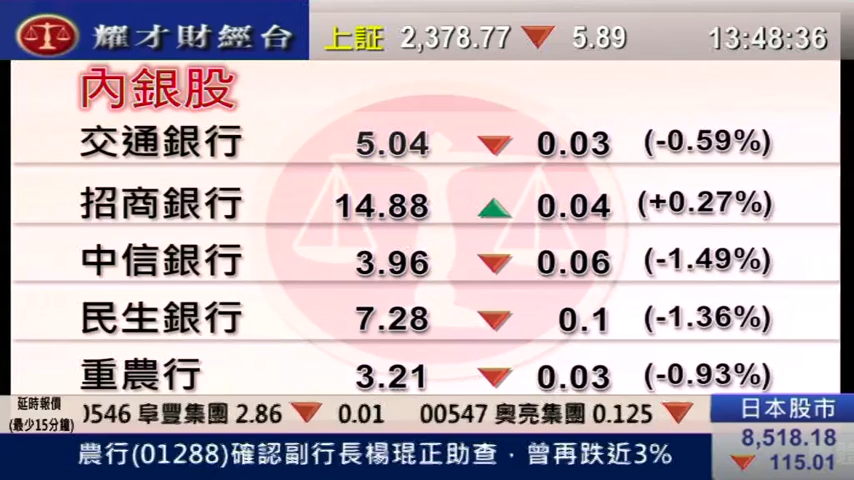 耀才財經台 上証 2,378.77 ▼ 5.89 13:48:36
內銀股
交通銀行 5.04 ▼ 0.03 (-0.59%)
招商銀行 14.88 ▲ 0.04 (+0.27%)
中信銀行 3.96 ▼ 0.06 (-1.49%)
民生銀行 7.28 ▼ 0.1 (-1.36%)
重農行 3.21 ▼ 0.03 (-0.93%)
延時報價
(最少15分鐘)
0546 阜豐集團 2.86 ▼ 0.01 00547 奧亮集團 0.125 ▼
日本股市
8,518.18
▼ 115.01
農行(01288)確認副行長楊琨正助查，曾再跌近3%